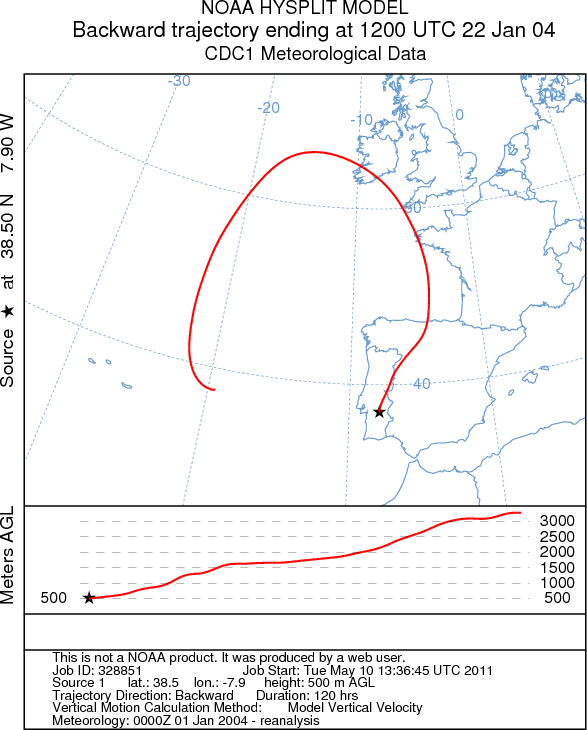 NOAA HYSPLIT MODEL
Backward trajectory ending at 1200 UTC 22 Jan 04
CDC1 Meteorological Data
Source ★ at 38.50 N 7.90 W
-30
-20
-10
0
50
40
Meters AGL
3000
2500
2000
1500
1000
500
500
This is not a NOAA product. It was produced by a web user.
Job ID: 328851 Job Start: Tue May 10 13:36:45 UTC 2011
Source 1 lat.: 38.5 lon.: -7.9 height: 500 m AGL
Trajectory Direction: Backward Duration: 120 hrs
Vertical Motion Calculation Method: Model Vertical Velocity
Meteorology: 0000Z 01 Jan 2004 - reanalysis